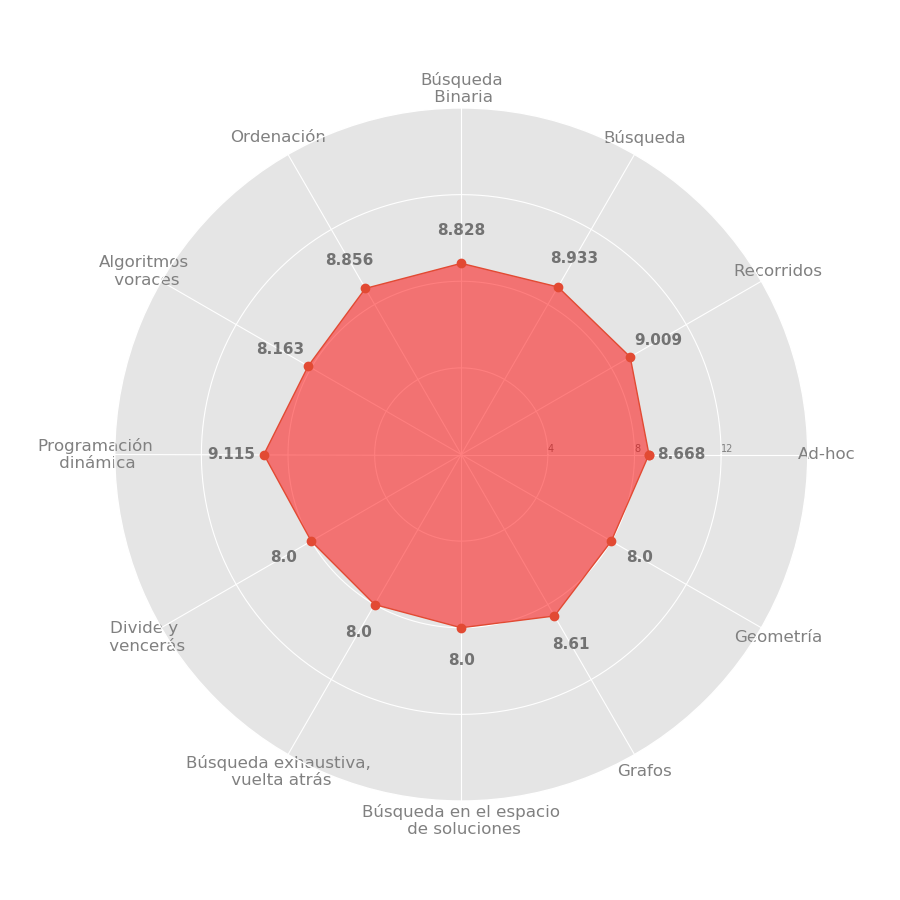 Búsqueda
Binaria
Ordenación
Búsqueda
8.828
8.856
8.933
Algoritmos
voraces
Recorridos
8.163
9.009
Programación
dinámica
9.115
4
8
12
8.668
Ad-hoc
8.0
8.0
Divide y
vencerás
8.0
8.0
8.61
Geometría
Búsqueda exhaustiva,
vuelta atrás
Grafos
Búsqueda en el espacio
de soluciones